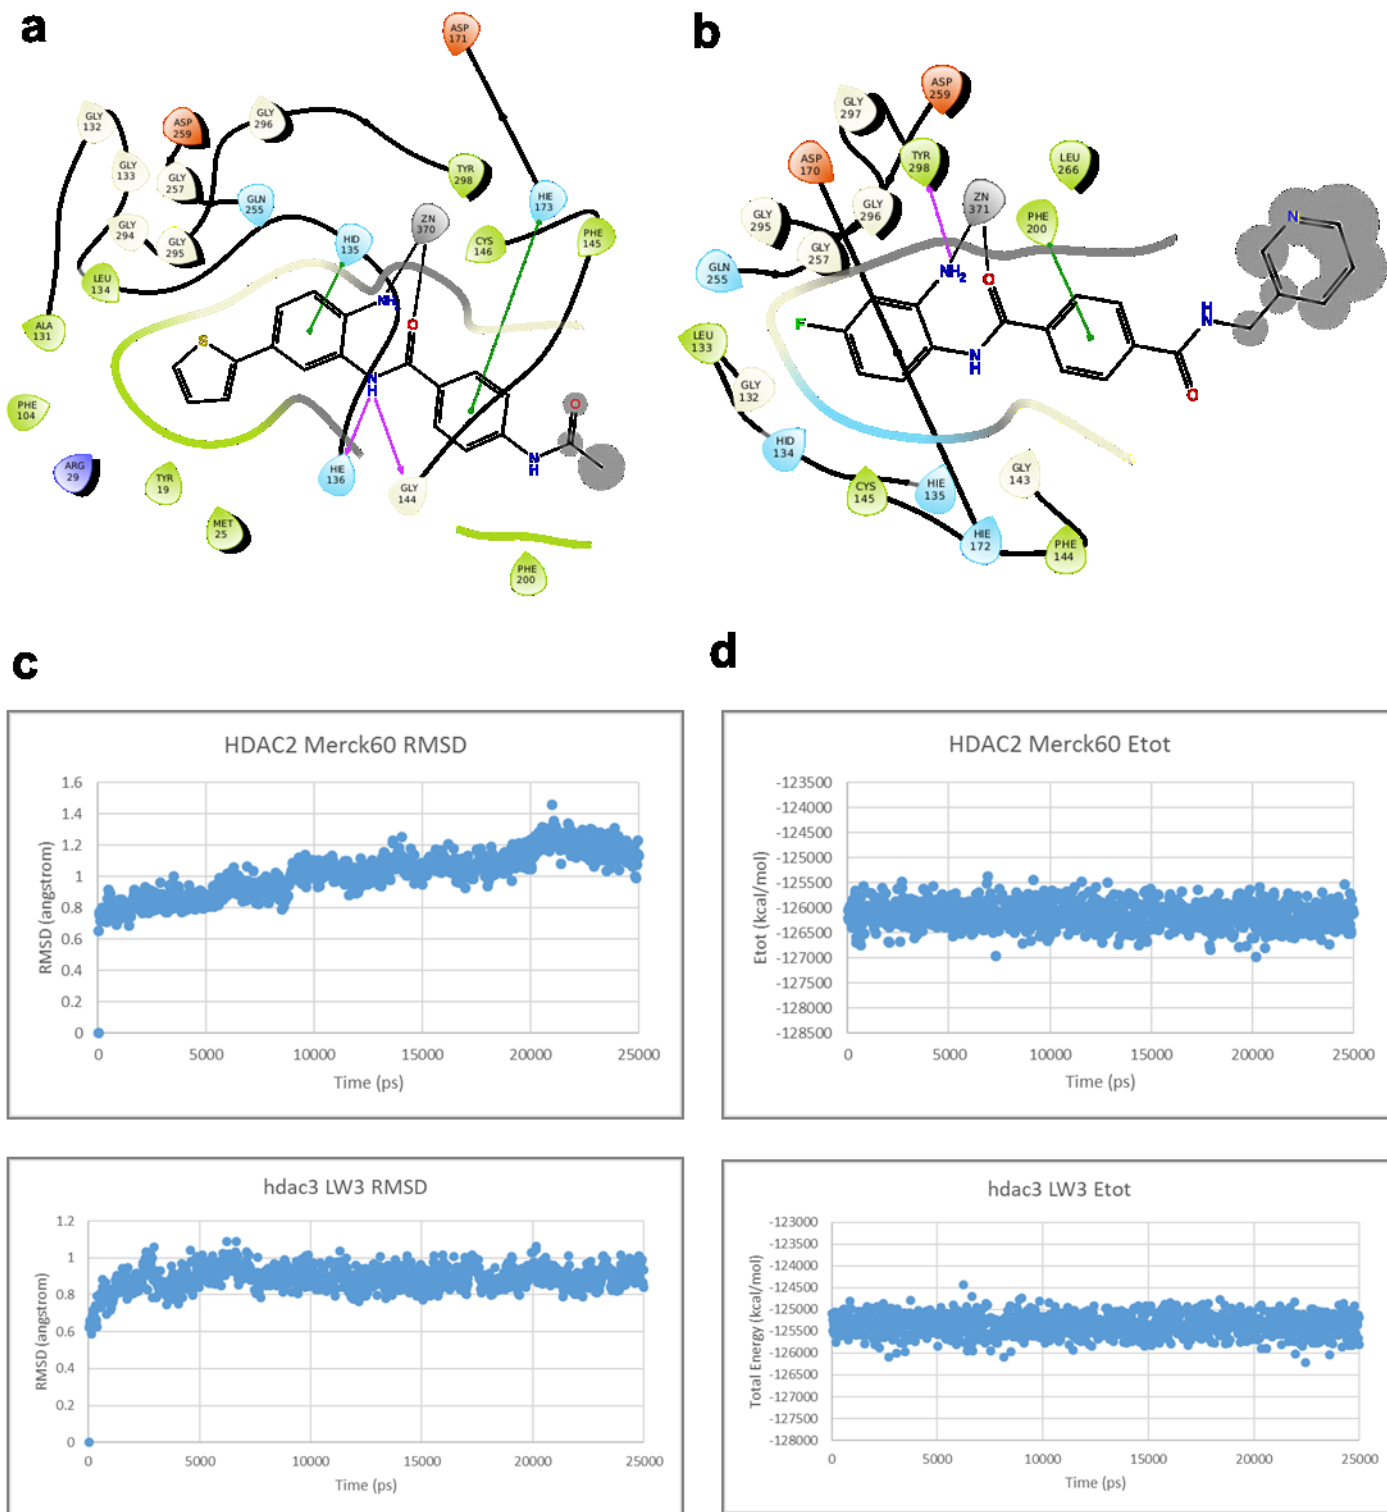 a
ASP
171
GLY
132
ASP
259
GLY
296
GLY
133
GLY
257
TYR
298
GLN
255
HIE
173
ZN
370
GLY
294
GLY
295
HID
135
CYS
146
PHE
145
LEU
134
NH
O
ALA
131
S
N
H
O
PHE
104
ARG
29
TYR
19
HIE
136
N
H
GLY
144
MET
25
PHE
200
b
ASP
259
GLY
297
ASP
170
TYR
298
LEU
266
ZN
371
GLY
295
GLY
296
PHE
200
N
GLN
255
GLY
257
NH2
O
F
H
N
LEU
133
N
H
GLY
132
O
HID
134
GLY
143
CYS
145
HIE
135
HIE
172
PHE
144
c
HDAC2 Merck60 RMSD
1.6
1.4
1.2
1
0.8
0.6
0.4
0.2
0
RMSD (angstrom)
0 5000 10000 15000 20000 25000
Time (ps)
d
HDAC2 Merck60 Etot
-123500
-124000
-124500
-125000
-125500
-126000
-126500
-127000
-127500
-128000
-128500
Etot (kcal/mol)
0 5000 10000 15000 20000 25000
Time (ps)
hdac3 LW3 RMSD
1.2
1
0.8
0.6
0.4
0.2
0
RMSD (angstrom)
0 5000 10000 15000 20000 25000
Time (ps)
hdac3 LW3 Etot
-123000
-123500
-124000
-124500
-125000
-125500
-126000
-126500
-127000
-127500
-128000
Total Energy (kcal/mol)
0 5000 10000 15000 20000 25000
Time (ps)